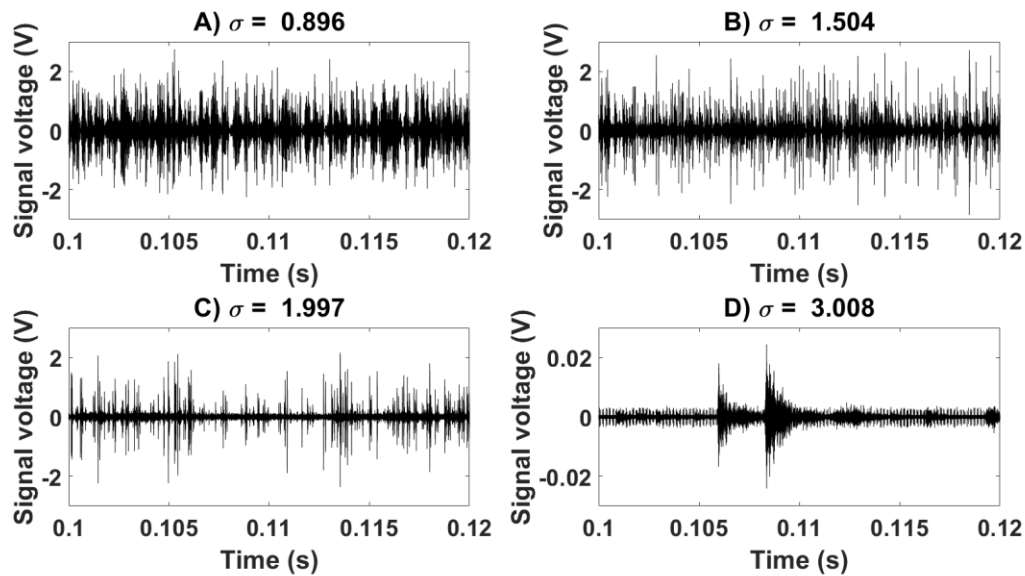 A) σ = 0.896
Signal voltage (V)
2
0
-2
0.1 0.105 0.11 0.115 0.12
Time (s)
B) σ = 1.504
Signal voltage (V)
2
0
-2
0.1 0.105 0.11 0.115 0.12
Time (s)
C) σ = 1.997
Signal voltage (V)
2
0
-2
0.1 0.105 0.11 0.115 0.12
Time (s)
D) σ = 3.008
Signal voltage (V)
0.02
0
-0.02
0.1 0.105 0.11 0.115 0.12
Time (s)